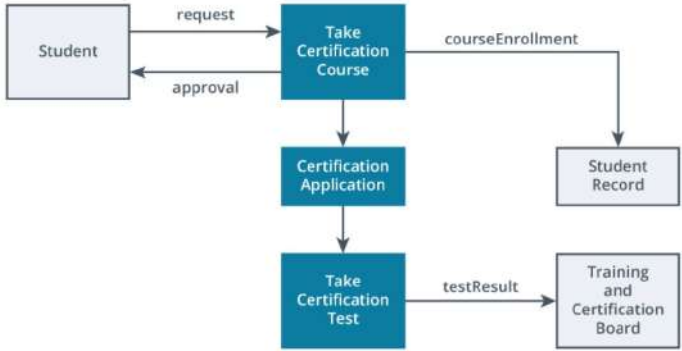 request
Student
approval
Take
Certification
Course
courseEnrollment
Certification
Application
Student
Record
Take
Certification
Test
testResult
Training
and
Certification
Board